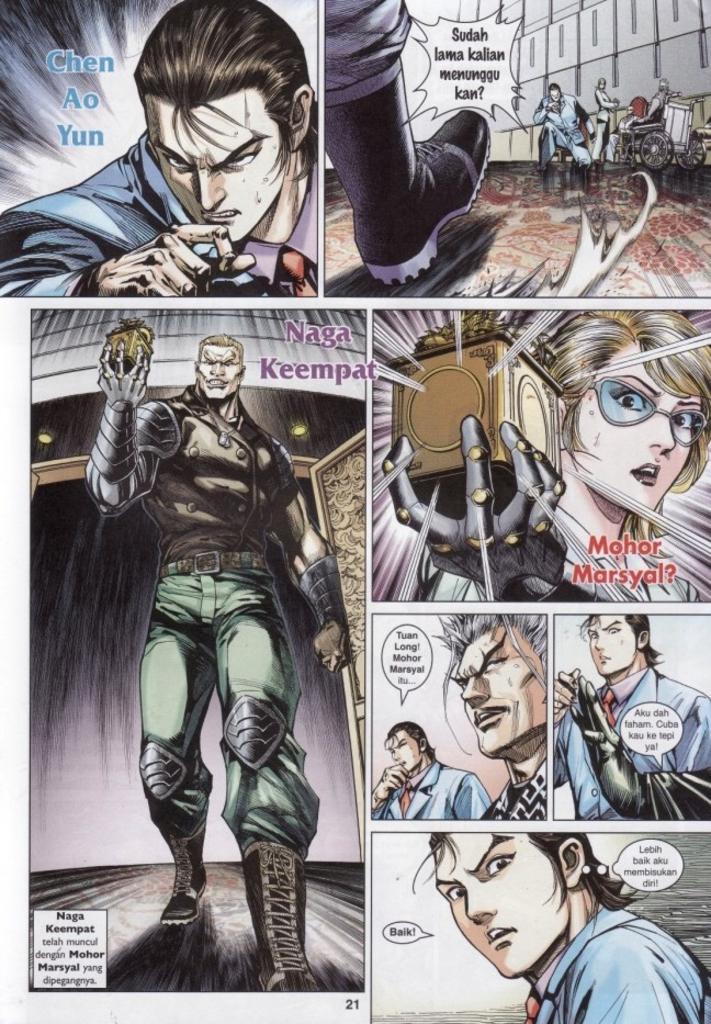 Chen
Ao
Yun
Sudah
lama kalian
menunggu
kan?
Naga
Keempat
Mohor
Marsyal?
Tuan
Long!
Mohor
Marsyal
itu...
Aku dah
faham. Cuba
kau ke tepi
ya!
Naga
Keempat
telah muncul
dengan Mohor
Marsyal yang
dipegangnya.
Baik!
Lebih
baik aku
membisukan
diri!
21